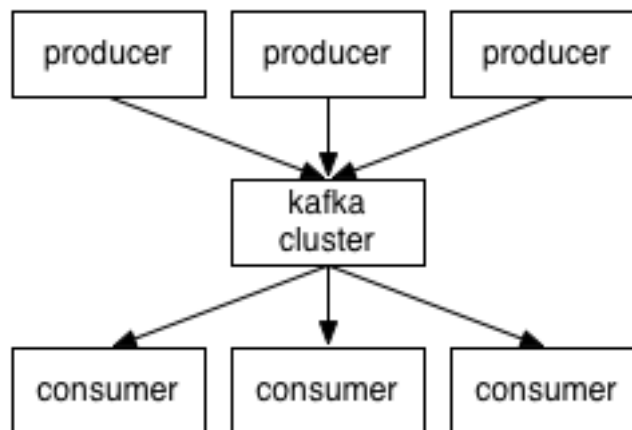 producer
producer
producer
kafka
cluster
consumer
consumer
consumer